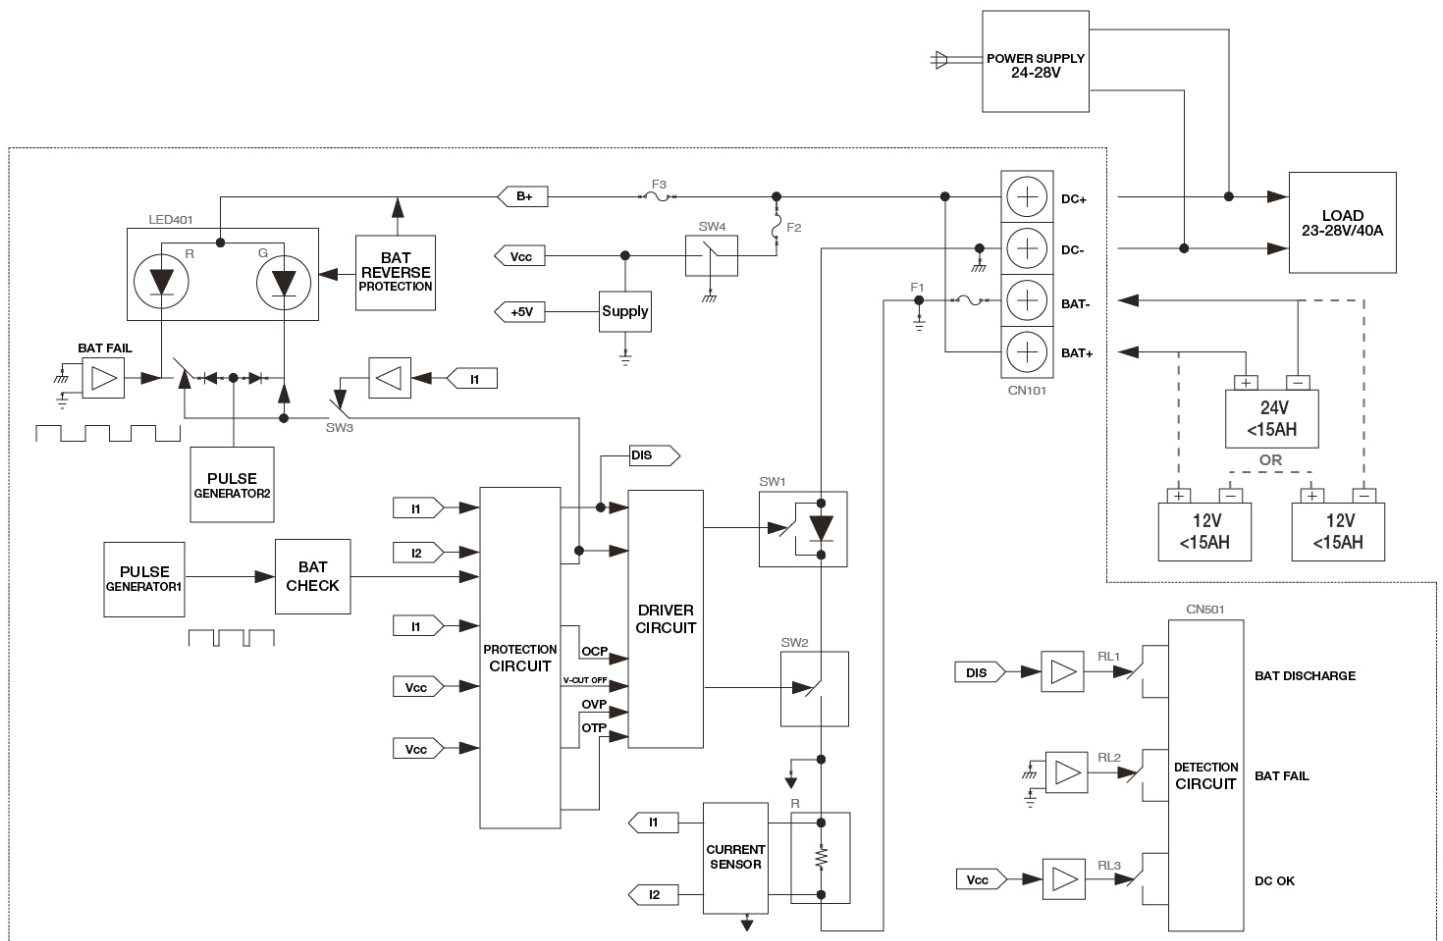 POWER SUPPLY
24-28V
F3
B+
DC+
LED401
SW4
F2
LOAD
23-28V/40A
R
G
BAT
REVERSE
PROTECTION
Vcc
DC-
F1
+5V
Supply
BAT-
BAT FAIL
I1
BAT+
CN101
+
−
24V
<15AH
SW3
OR
PULSE
GENERATOR2
DIS
SW1
+
−
+
−
12V
<15AH
12V
<15AH
I1
I2
PULSE
GENERATOR1
BAT
CHECK
I1
DRIVER
CIRCUIT
CN501
PROTECTION
CIRCUIT
OCP
SW2
V-CUT OFF
Vcc
OVP
OTP
Vcc
DIS
RL1
BAT DISCHARGE
RL2
DETECTION
CIRCUIT
BAT FAIL
R
I1
CURRENT
SENSOR
I2
Vcc
RL3
DC OK